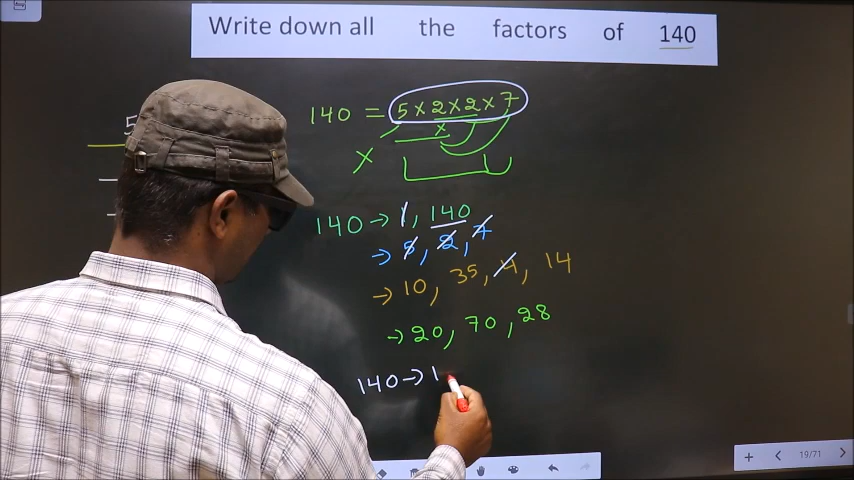 Write down all the factors of 140
5
140 = 5 × 2 × 2 × 7
×
×
140 → 1, 140
→ 5, 2, 7
→ 10, 35, 4, 14
→ 20, 70, 28
140 → 1
19/71